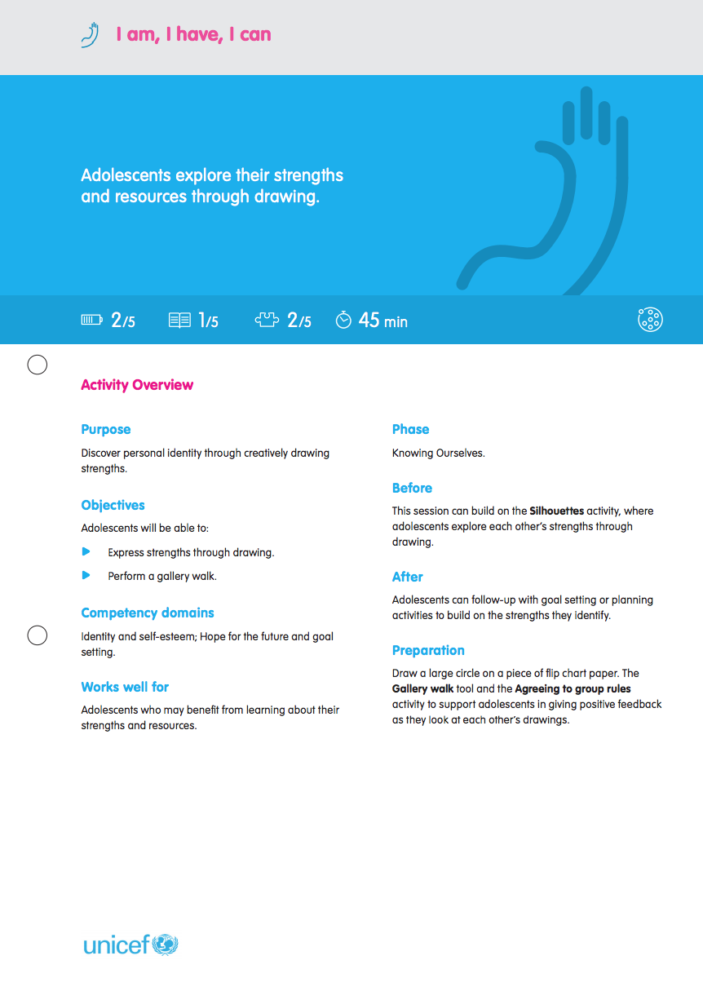 I am, I have, I can
Adolescents explore their strengths
and resources through drawing.
2/5 1/5 2/5 45 min
Activity Overview
Purpose
Discover personal identity through creatively drawing
strengths.
Objectives
Adolescents will be able to:
Express strengths through drawing.
Perform a gallery walk.
Competency domains
Identity and self-esteem; Hope for the future and goal
setting.
Works well for
Adolescents who may benefit from learning about their
strengths and resources.
Phase
Knowing Ourselves.
Before
This session can build on the Silhouettes activity, where
adolescents explore each other's strengths through
drawing.
After
Adolescents can follow-up with goal setting or planning
activities to build on the strengths they identify.
Preparation
Draw a large circle on a piece of flip chart paper. The
Gallery walk tool and the Agreeing to group rules
activity to support adolescents in giving positive feedback
as they look at each other's drawings.
unicef